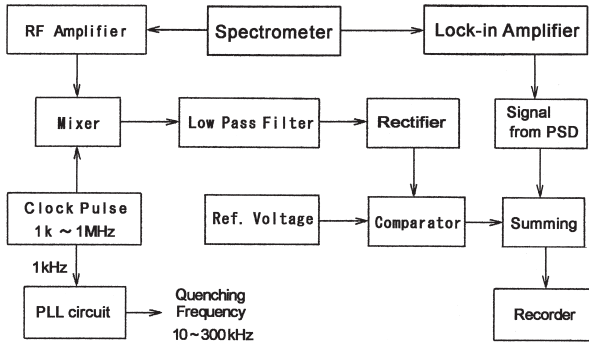 RF Amplifier
Spectrometer
Lock-in Amplifier
Mixer
Low Pass Filter
Rectifier
Signal
from PSD
Clock Pulse
1k ~ 1MHz
Ref. Voltage
Comparator
Summing
1kHz
PLL circuit
Quenching
Frequency
10~300kHz
Recorder